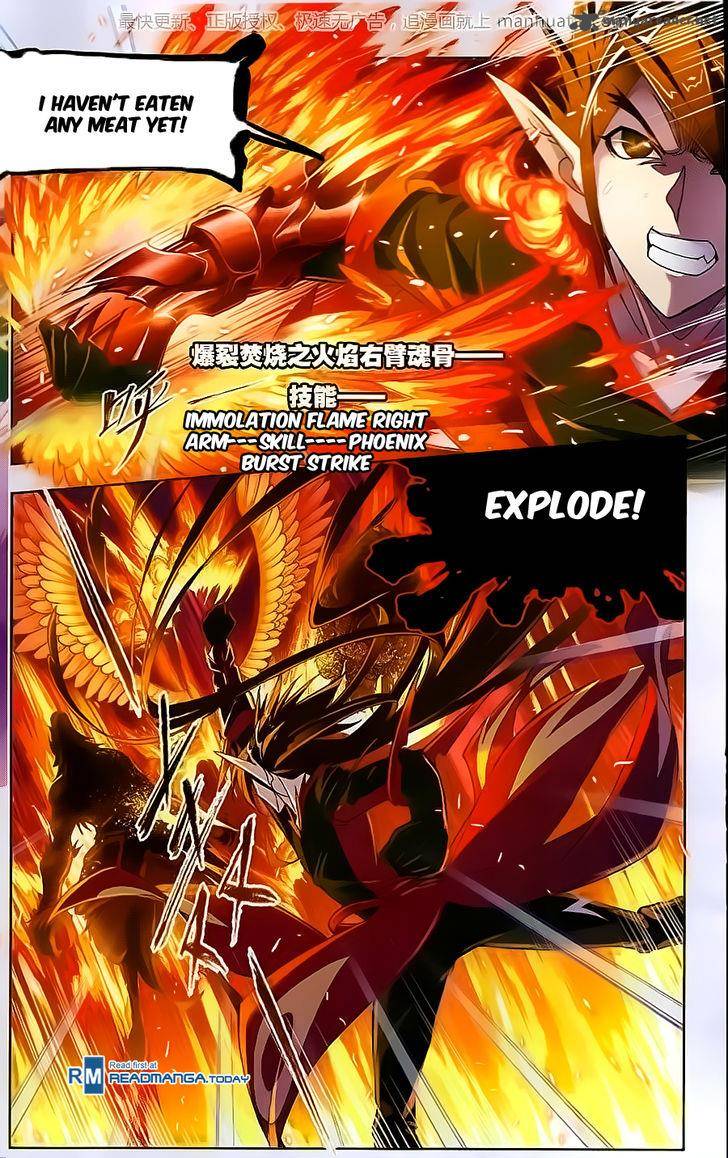 最快更新、正版授权、极速无广告，追漫画就上 manhuat
I HAVEN'T EATEN
ANY MEAT YET!
爆裂焚烧之火焰右臂魂骨——
技能——
呼
IMMOLATION FLAME RIGHT
ARM---SKILL----PHOENIX
BURST STRIKE
EXPLODE!
Read first at
RM READMANGA.TODAY